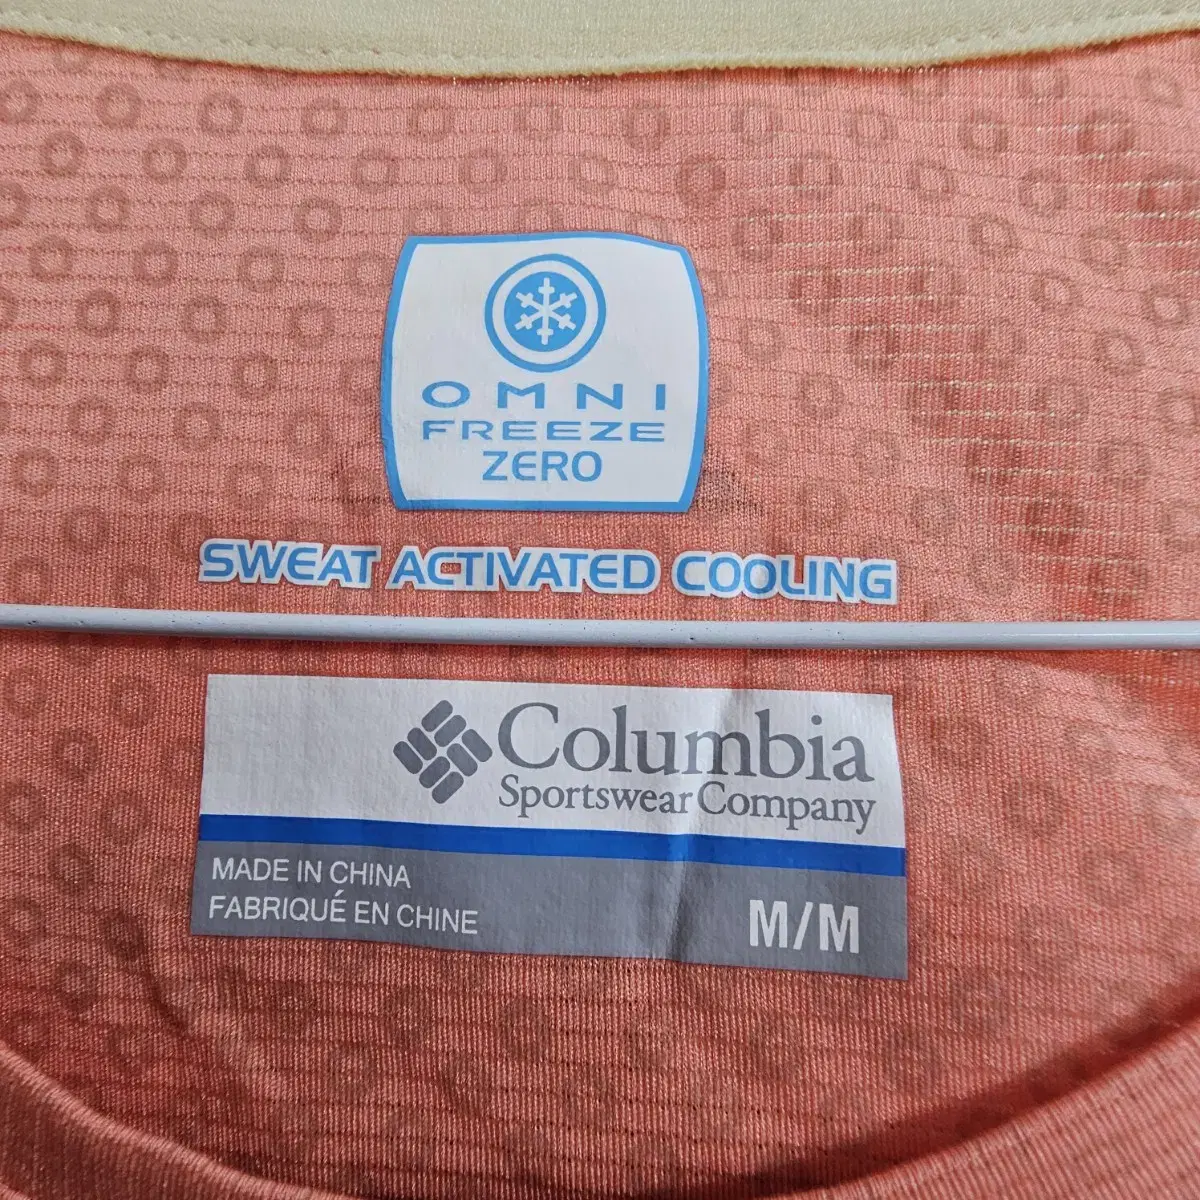 OMNI
FREEZE
ZERO
SWEAT ACTIVATED COOLING
Columbia
Sportswear Company
MADE IN CHINA
FABRIQUÉ EN CHINE
M/M